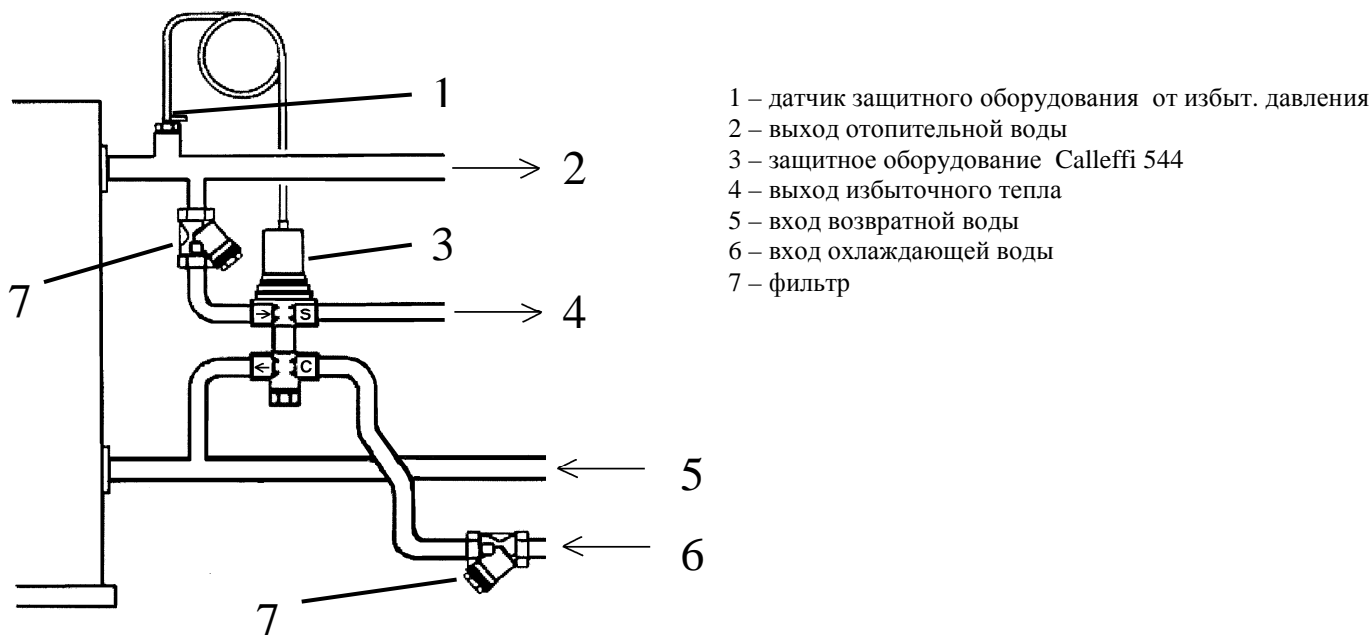 1
2
3
7
4
5
6
7
S
C
1 – датчик защитного оборудования от избыт. давления
2 – выход отопительной воды
3 – защитное оборудование Calleffi 544
4 – выход избыточного тепла
5 – вход возвратной воды
6 – вход охлаждающей воды
7 – фильтр